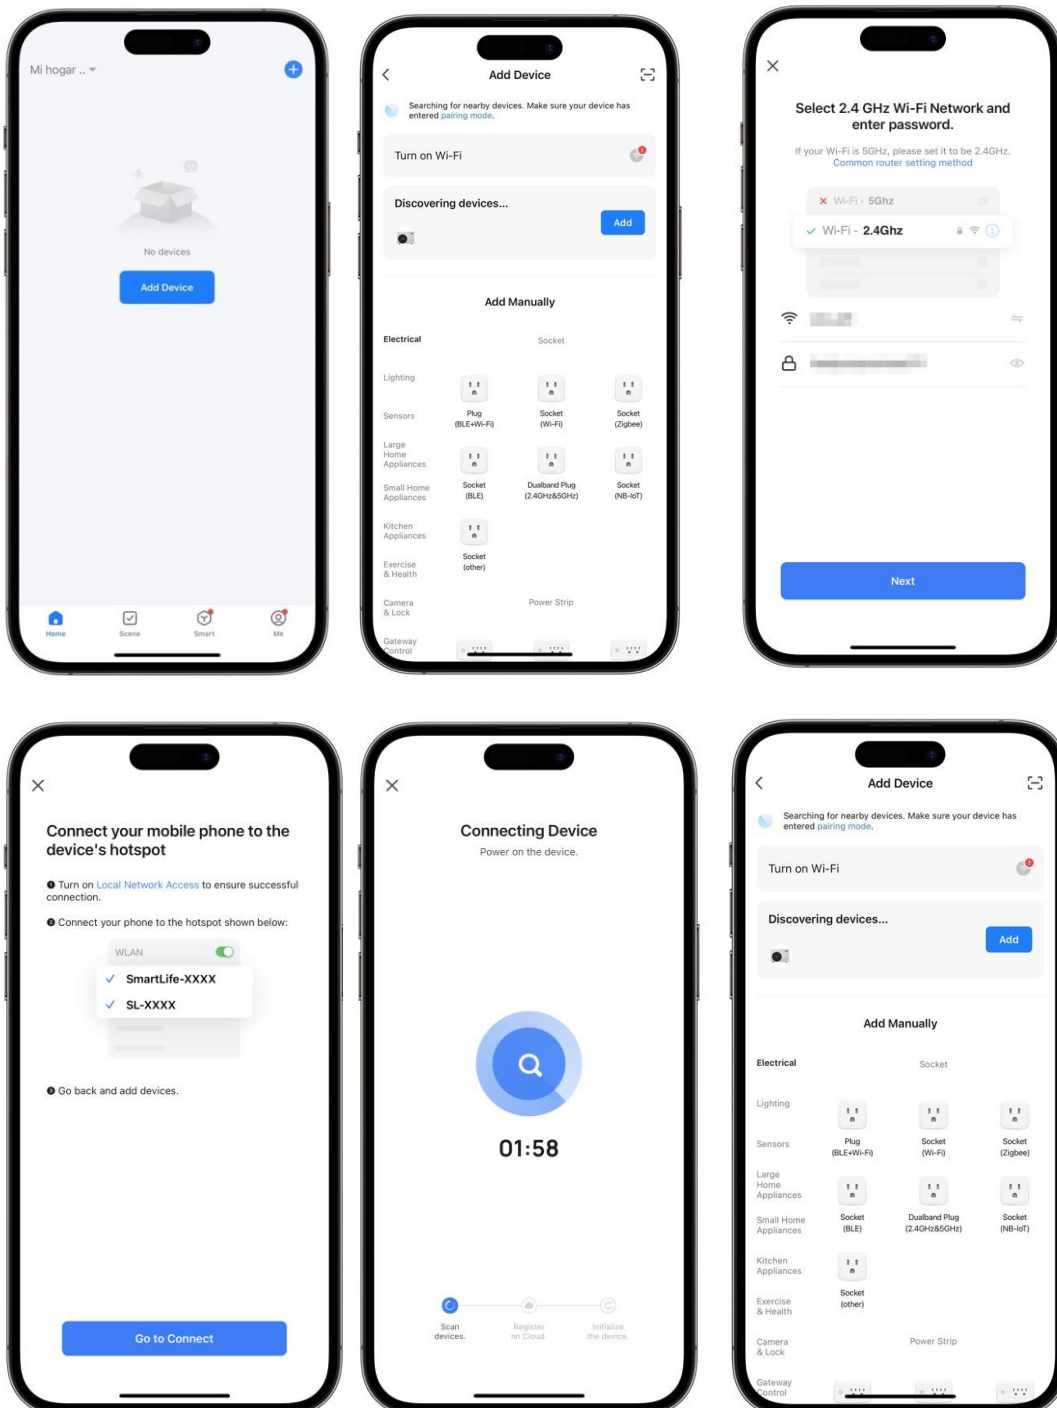 Mi hogar ..
No devices
Add Device
Home
Scene
Smart
Me
Add Device
Searching for nearby devices. Make sure your device has
entered pairing mode.
Turn on Wi-Fi
Discovering devices...
Add
Add Manually
Electrical
Socket
Lighting
Sensors
Plug
(BLE+Wi-Fi)
Socket
(Wi-Fi)
Socket
(Zigbee)
Large
Home
Appliances
Small Home
Appliances
Socket
(BLE)
Dualband Plug
(2.4GHz&5GHz)
Socket
(NB-IoT)
Kitchen
Appliances
Exercise
& Health
Socket
(other)
Camera
& Lock
Power Strip
Gateway
Control
Select 2.4 GHz Wi-Fi Network and
enter password.
If your Wi-Fi is 5GHz, please set it to be 2.4GHz.
Common router setting method
Wi-Fi - 5Ghz
Wi-Fi - 2.4Ghz
Next
Connect your mobile phone to the
device's hotspot
❶ Turn on Local Network Access to ensure successful
connection.
❷ Connect your phone to the hotspot shown below:
WLAN
SmartLife-XXXX
SL-XXXX
❸ Go back and add devices.
Go to Connect
Connecting Device
Power on the device.
01:58
Scan
devices.
Register
on Cloud.
Initialize
the device.
Add Device
Searching for nearby devices. Make sure your device has
entered pairing mode.
Turn on Wi-Fi
Discovering devices...
Add
Add Manually
Electrical
Socket
Lighting
Sensors
Plug
(BLE+Wi-Fi)
Socket
(Wi-Fi)
Socket
(Zigbee)
Large
Home
Appliances
Small Home
Appliances
Socket
(BLE)
Dualband Plug
(2.4GHz&5GHz)
Socket
(NB-IoT)
Kitchen
Appliances
Exercise
& Health
Socket
(other)
Camera
& Lock
Power Strip
Gateway
Control